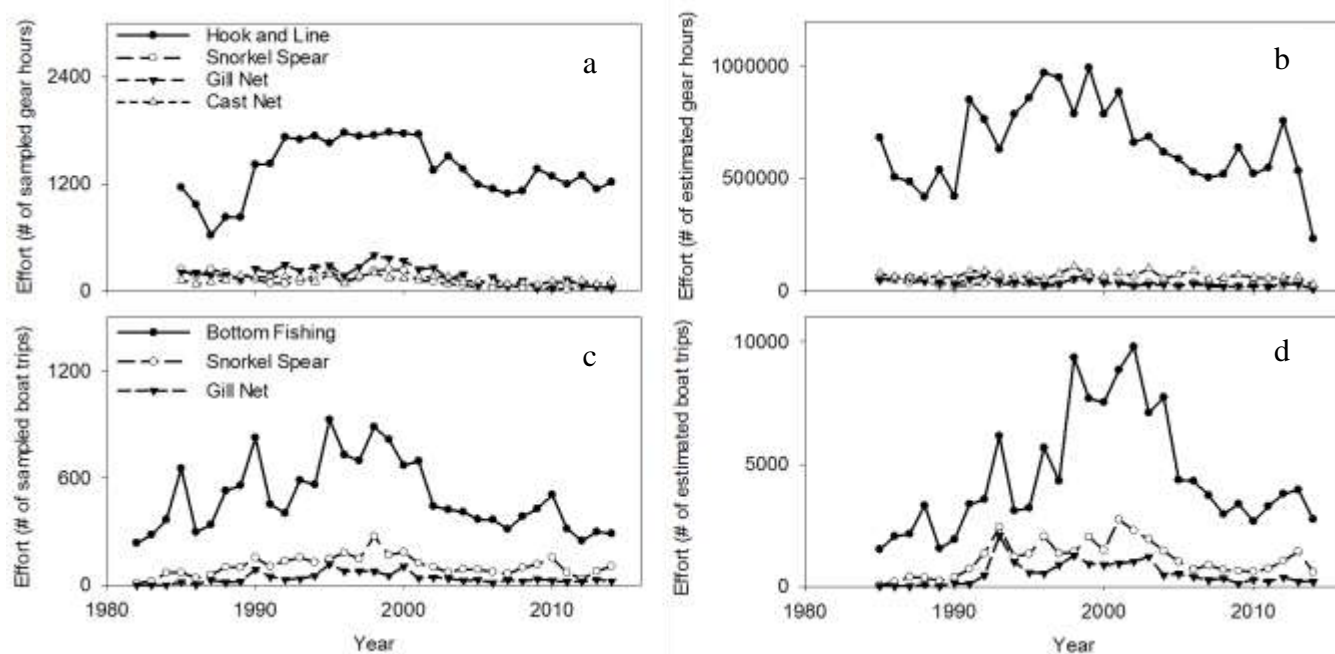 Effort (# of sampled gear hours)
2400
1200
0
Hook and Line
Snorkel Spear
Gill Net
Cast Net
a
Effort (# of estimated gear hours)
1000000
500000
0
b
Effort (# of sampled boat trips)
1200
600
0
Bottom Fishing
Snorkel Spear
Gill Net
c
1980 1990 2000 2010
Year
Effort (# of estimated boat trips)
10000
5000
0
d
1980 1990 2000 2010
Year